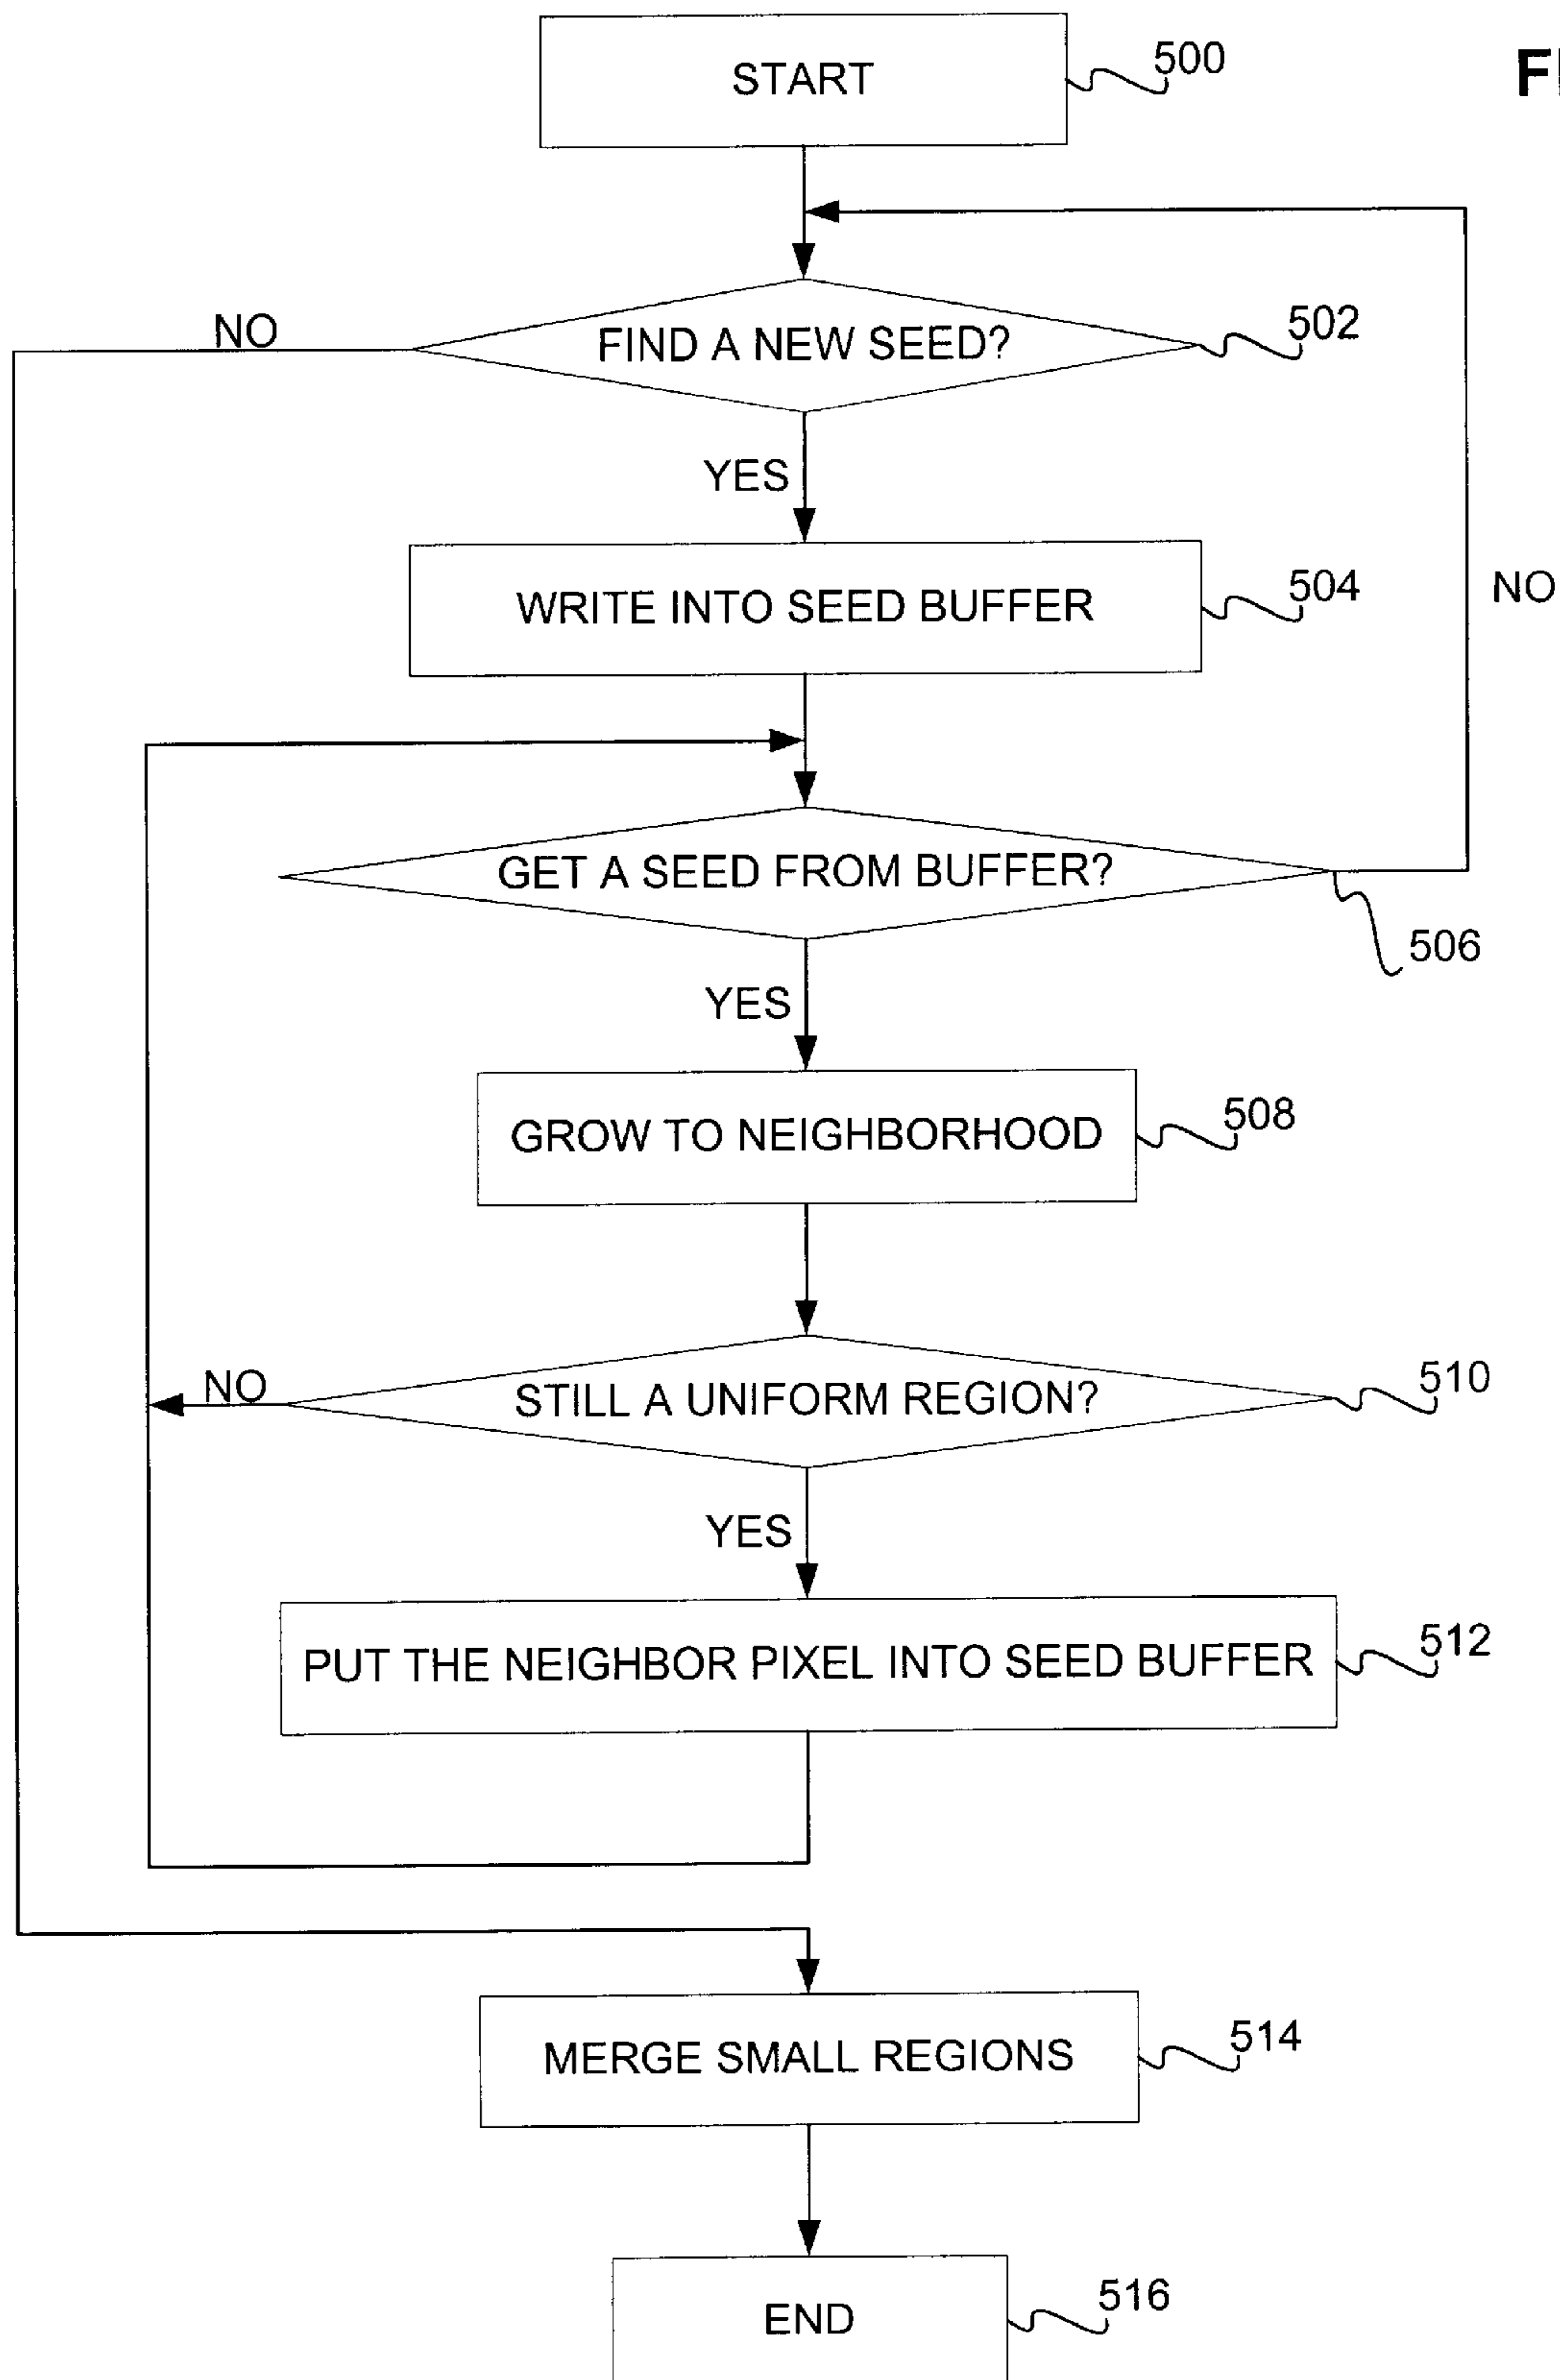 START
500
FIND A NEW SEED?
502
NO
YES
WRITE INTO SEED BUFFER
504
NO
GET A SEED FROM BUFFER?
506
YES
GROW TO NEIGHBORHOOD
508
STILL A UNIFORM REGION?
510
NO
YES
PUT THE NEIGHBOR PIXEL INTO SEED BUFFER
512
MERGE SMALL REGIONS
514
END
516